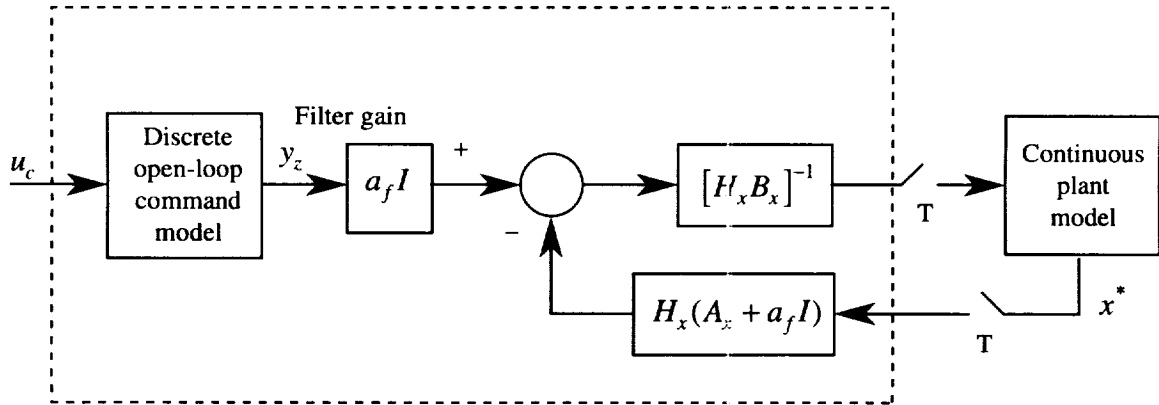 Filter gain
u_c
Discrete
open-loop
command
model
y_z
a_f I
+
−
[H_x B_x]^{-1}
T
Continuous
plant
model
H_x(A_x + a_f I)
T
x^*